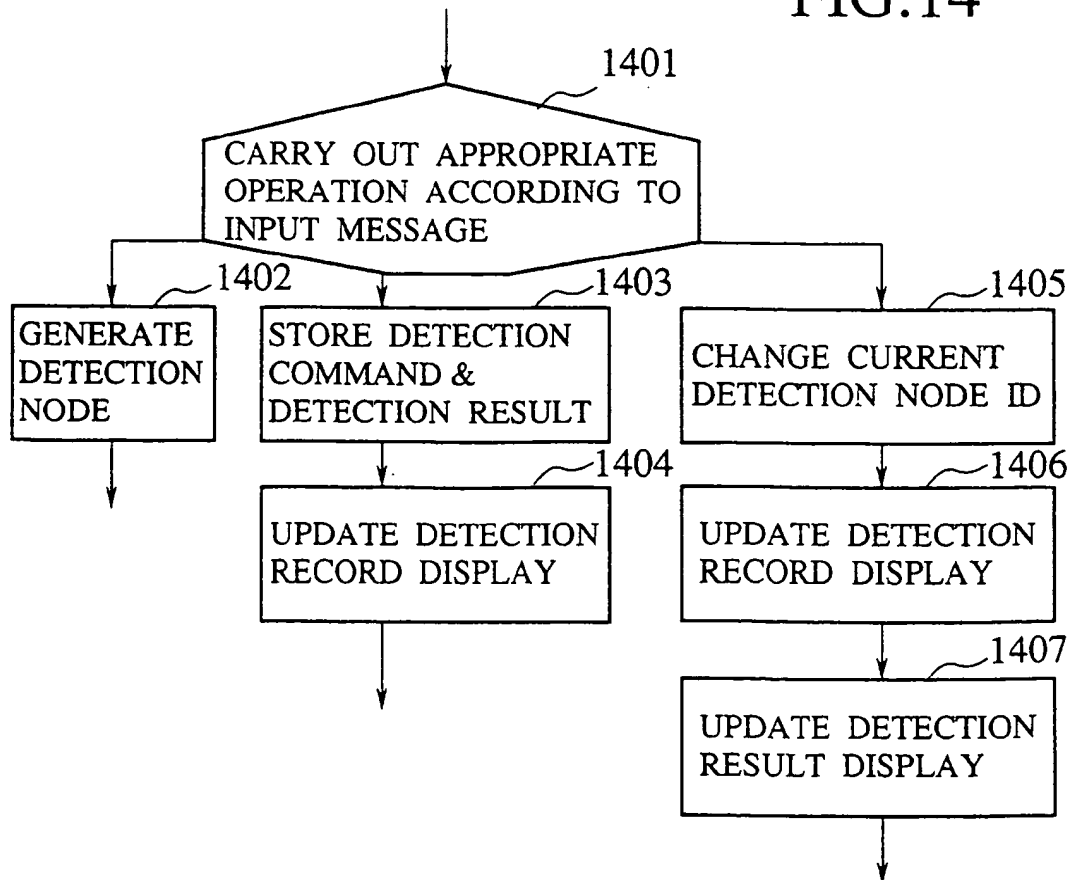 FIG.14
1401
CARRY OUT APPROPRIATE
OPERATION ACCORDING TO
INPUT MESSAGE
1402
GENERATE
DETECTION
NODE
1403
STORE DETECTION
COMMAND &
DETECTION RESULT
1404
UPDATE DETECTION
RECORD DISPLAY
1405
CHANGE CURRENT
DETECTION NODE ID
1406
UPDATE DETECTION
RECORD DISPLAY
1407
UPDATE DETECTION
RESULT DISPLAY